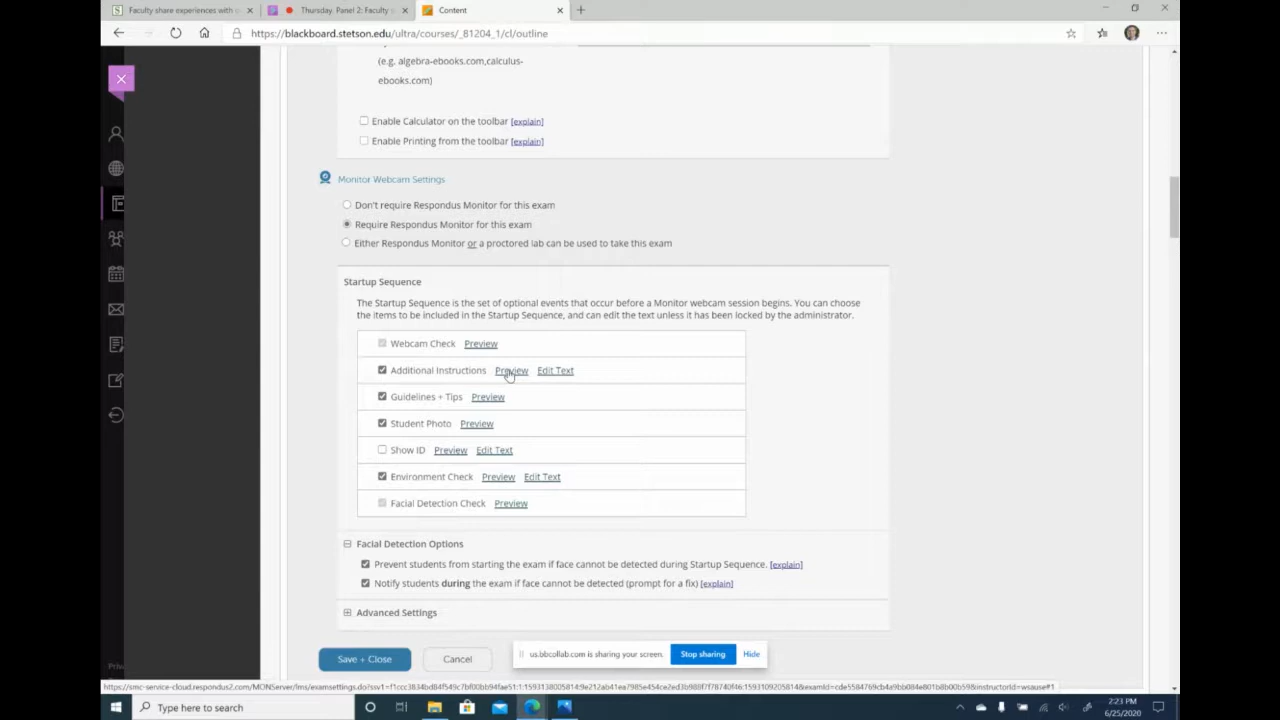 Faculty share experiences with
Thursday. Panel 2: Faculty s
Content
https://blackboard.stetson.edu/ultra/courses/_81204_1/cl/outline
(e.g. algebra-ebooks.com,calculus-
ebooks.com)
Enable Calculator on the toolbar [explain]
Enable Printing from the toolbar [explain]
Monitor Webcam Settings
Don't require Respondus Monitor for this exam
Require Respondus Monitor for this exam
Either Respondus Monitor or a proctored lab can be used to take this exam
Startup Sequence
The Startup Sequence is the set of optional events that occur before a Monitor webcam session begins. You can choose
the items to be included in the Startup Sequence, and can edit the text unless it has been locked by the administrator.
Webcam Check Preview
Additional Instructions Preview Edit Text
Guidelines + Tips Preview
Student Photo Preview
Show ID Preview Edit Text
Environment Check Preview Edit Text
Facial Detection Check Preview
Facial Detection Options
Prevent students from starting the exam if face cannot be detected during Startup Sequence. [explain]
Notify students during the exam if face cannot be detected (prompt for a fix) [explain]
Advanced Settings
Save + Close Cancel
us.bbcollab.com is sharing your screen. Stop sharing Hide
Type here to search
2:23 PM
6/25/2020